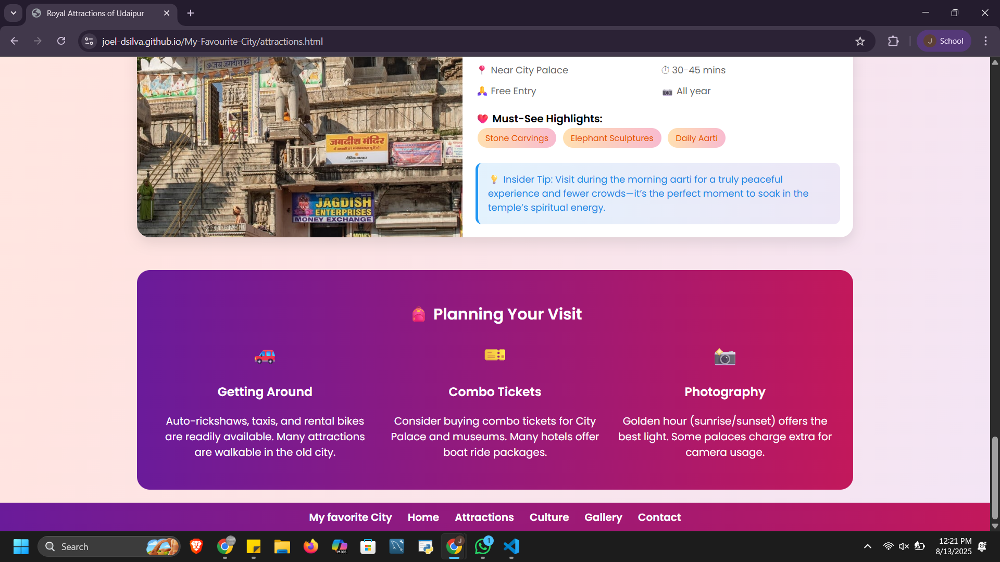 Royal Attractions of Udaipur
joel-dsilva.github.io/My-Favourite-City/attractions.html
J School
ॐ जय जगदीश हरे
जगदीश मंदिर
दैनिक भास्कर
JAGDISH
ENTERPRISES
MONEY EXCHANGE
MONEY
📍 Near City Palace
⏱ 30-45 mins
🙏 Free Entry
📷 All year
❤️ Must-See Highlights:
Stone Carvings
Elephant Sculptures
Daily Aarti
💡 Insider Tip: Visit during the morning aarti for a truly peaceful
experience and fewer crowds—it’s the perfect moment to soak in the
temple’s spiritual energy.
🎒 Planning Your Visit
Getting Around
Auto-rickshaws, taxis, and rental bikes
are readily available. Many attractions
are walkable in the old city.
Combo Tickets
Consider buying combo tickets for City
Palace and museums. Many hotels offer
boat ride packages.
Photography
Golden hour (sunrise/sunset) offers the
best light. Some palaces charge extra for
camera usage.
My favorite City Home Attractions Culture Gallery Contact
Search
M365
J
1
12:21 PM
8/13/2025